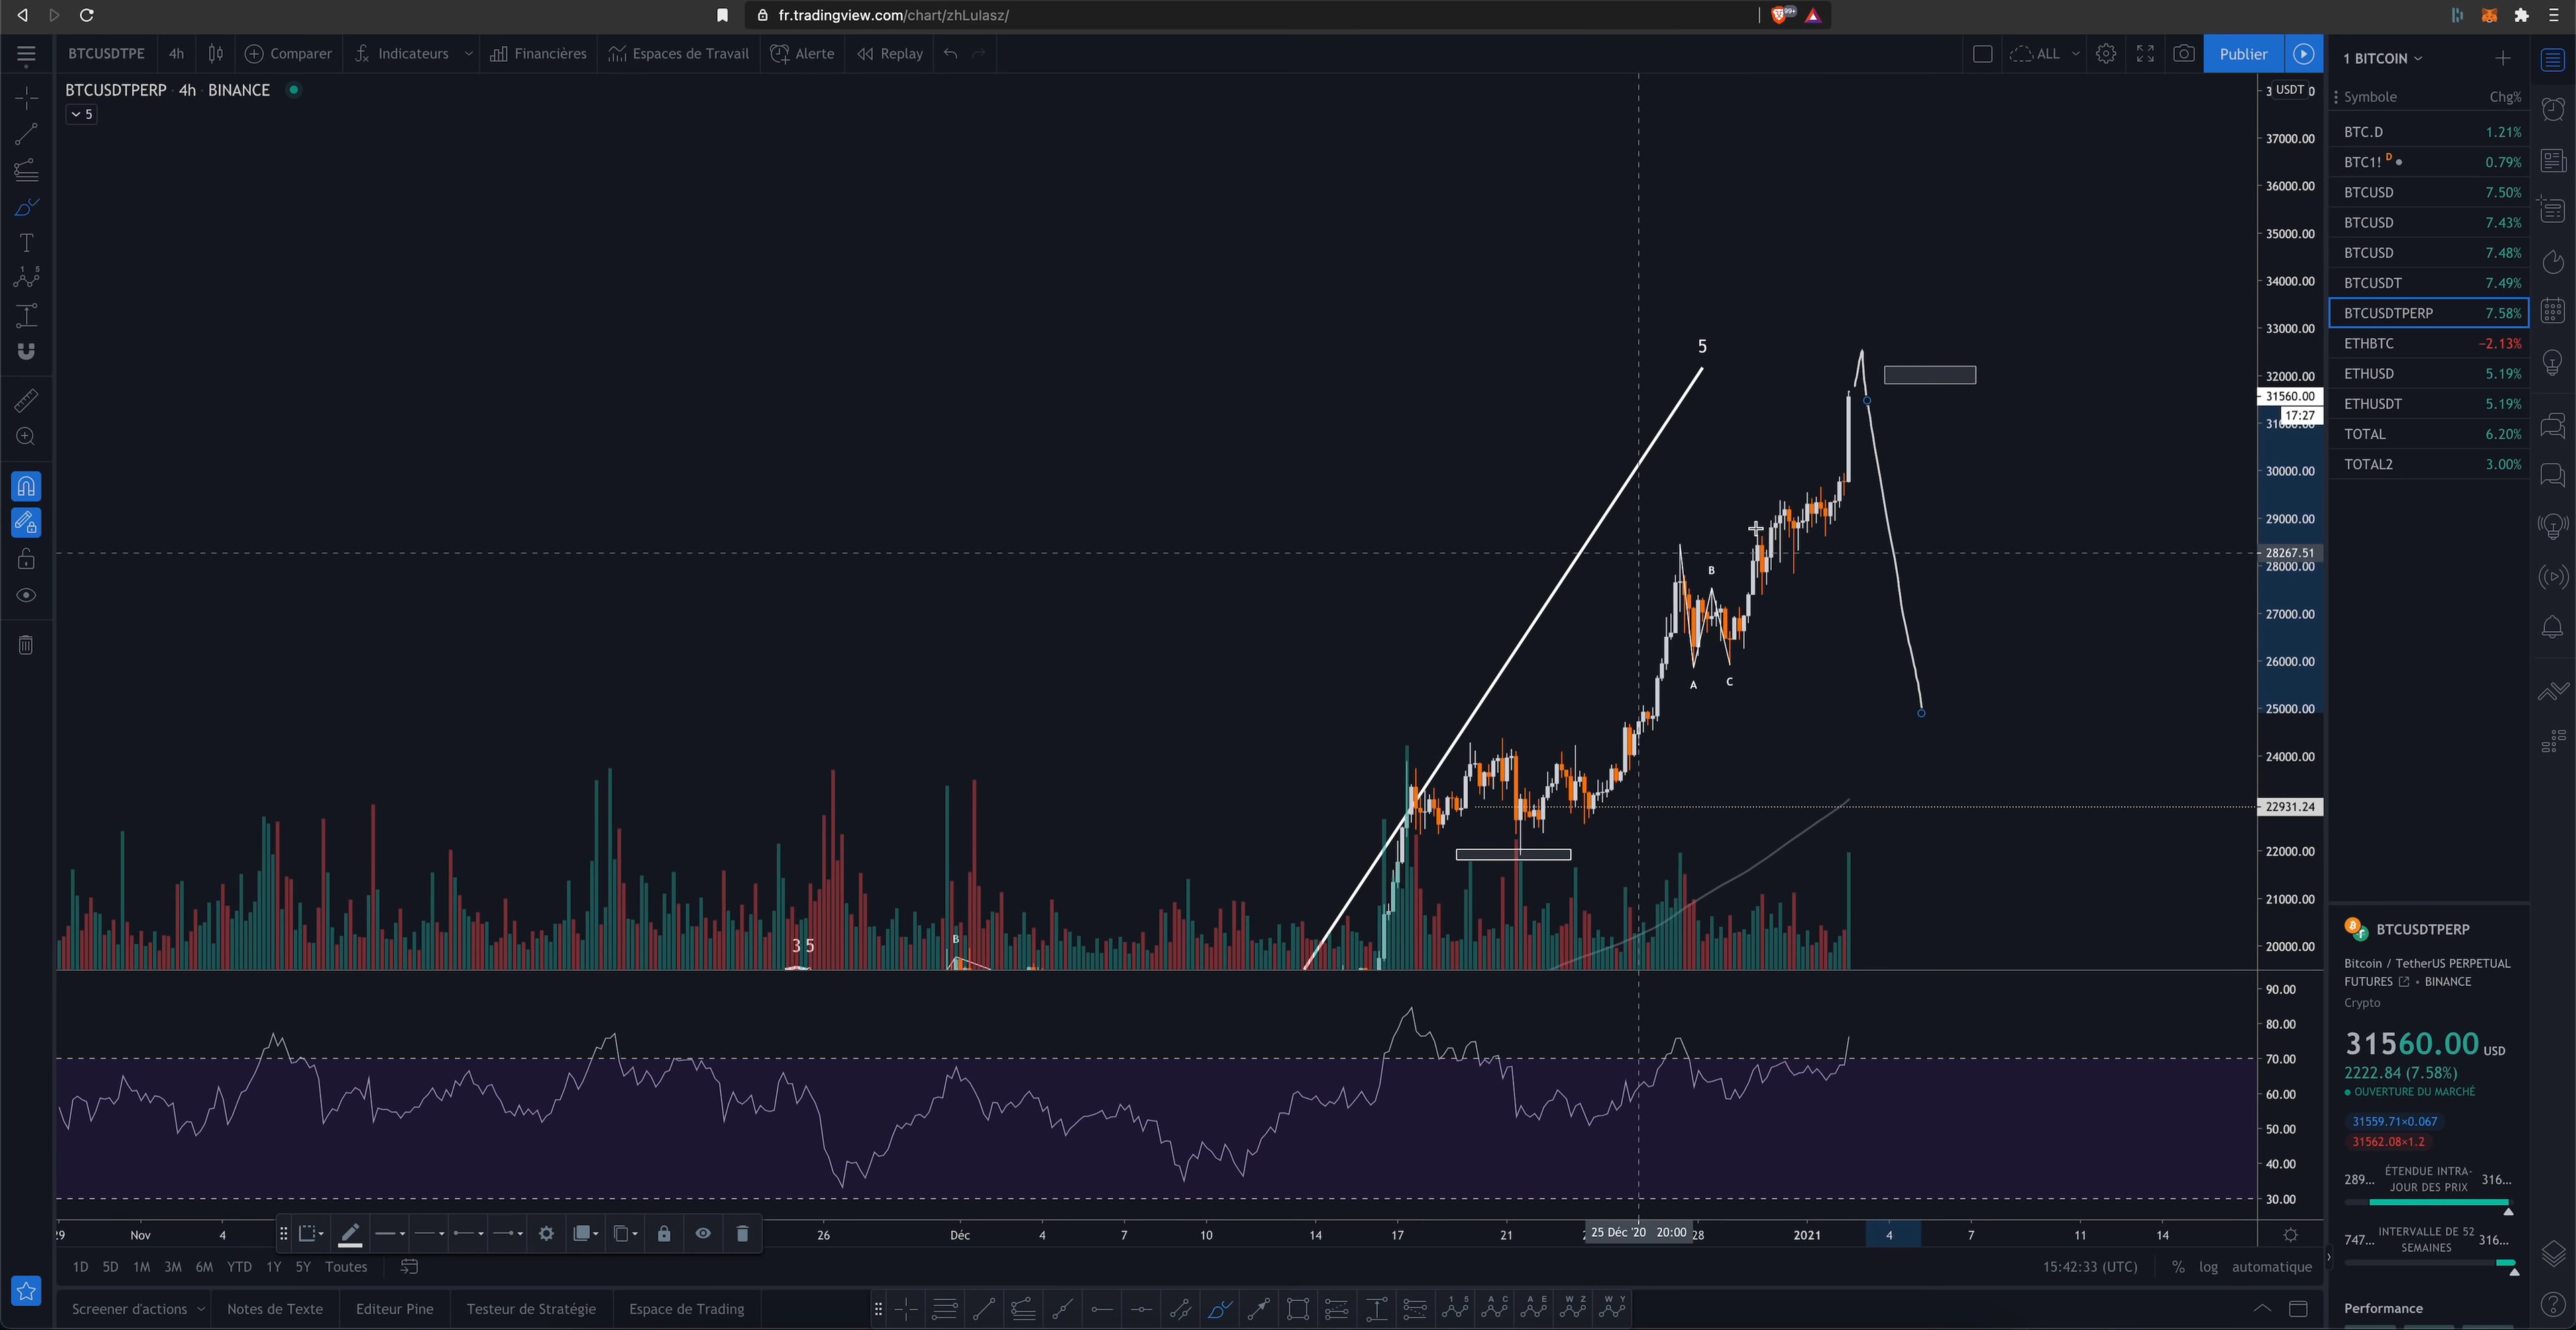 fr.tradingview.com/chart/zhLulasz/
99+
BTCUSDTPE 4h Comparer Indicateurs Financières Espaces de Travail Alerte Replay ALL Publier
BTCUSDTPERP · 4h · BINANCE
5
USDT
37000.00
36000.00
35000.00
34000.00
33000.00
32000.00
31560.00
17:27
30000.00
29000.00
28267.51
28000.00
27000.00
26000.00
25000.00
24000.00
22931.24
22000.00
21000.00
20000.00
5
B
A
C
3 5
B
90.00
80.00
70.00
60.00
50.00
40.00
30.00
29 Nov 4 26 Déc 4 7 10 14 17 21 25 Déc '20 20:00 28 2021 4 7 11 14
1D 5D 1M 3M 6M YTD 1Y 5Y Toutes
15:42:33 (UTC) % log automatique
Screener d'actions Notes de Texte Editeur Pine Testeur de Stratégie Espace de Trading
1 BITCOIN
Symbole Chg%
BTC.D 1.21%
BTC1! D 0.79%
BTCUSD 7.50%
BTCUSD 7.43%
BTCUSD 7.48%
BTCUSDT 7.49%
BTCUSDTPERP 7.58%
ETHBTC −2.13%
ETHUSD 5.19%
ETHUSDT 5.19%
TOTAL 6.20%
TOTAL2 3.00%
BTCUSDTPERP
Bitcoin / TetherUS PERPETUAL
FUTURES • BINANCE
Crypto
31560.00 USD
2222.84 (7.58%)
OUVERTURE DU MARCHÉ
31559.71×0.067
31562.08×1.2
289... ÉTENDUE INTRA-
JOUR DES PRIX 316...
747... INTERVALLE DE 52
SEMAINES 316...
Performance